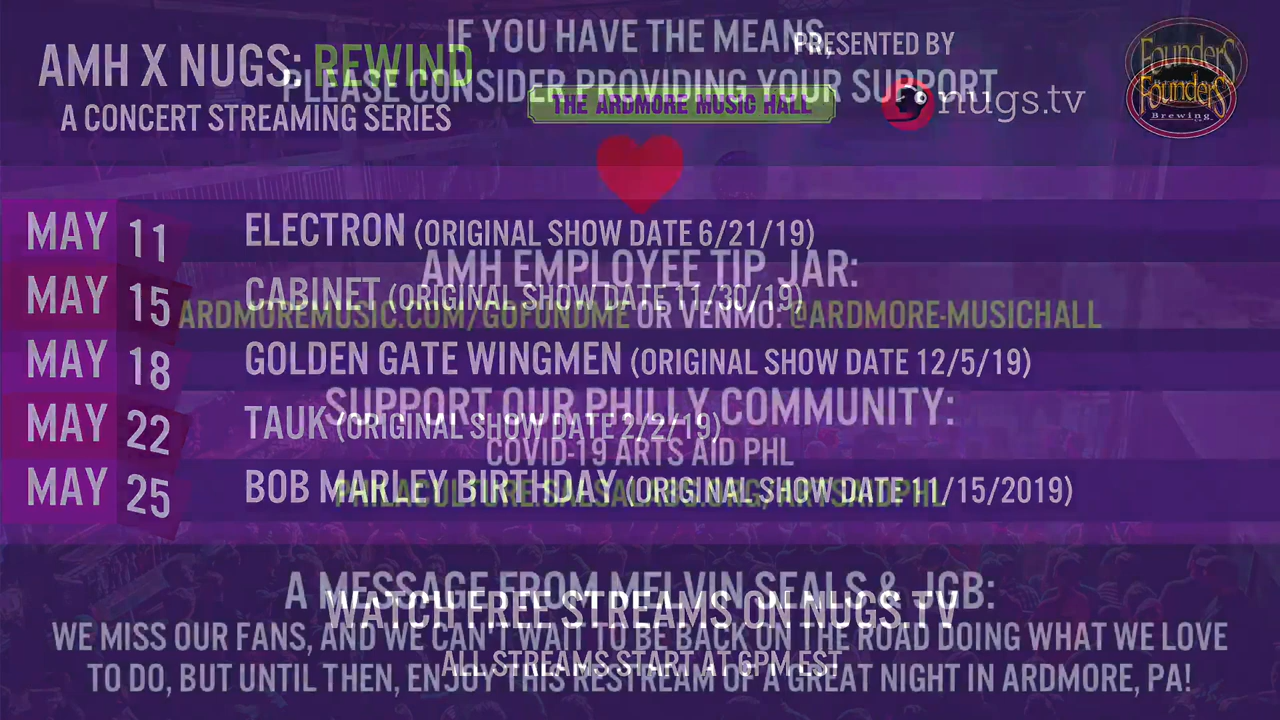 IF YOU HAVE THE MEANS,
PLEASE CONSIDER PROVIDING YOUR SUPPORT
AMH X NUGS: REWIND
A CONCERT STREAMING SERIES
THE ARDMORE MUSIC HALL
PRESENTED BY
nugs.tv
Founders
Founders
Brewing
MAY 11 ELECTRON (ORIGINAL SHOW DATE 6/21/19)
AMH EMPLOYEE TIP JAR:
MAY 15 CABINET (ORIGINAL SHOW DATE 11/30/19)
ARDMOREMUSIC.COM/GOFUNDME OR VENMO: @ARDMORE-MUSICHALL
MAY 18 GOLDEN GATE WINGMEN (ORIGINAL SHOW DATE 12/5/19)
SUPPORT OUR PHILLY COMMUNITY:
MAY 22 TAUK (ORIGINAL SHOW DATE 2/2/19)
COVID-19 ARTS AID PHL
MAY 25 BOB MARLEY BIRTHDAY (ORIGINAL SHOW DATE 11/15/2019)
PHILACULTURE.SALSALABS.ORG/ARTSAIDPHL
A MESSAGE FROM MELVIN SEALS & JGB:
WATCH FREE STREAMS ON NUGS.TV
WE MISS OUR FANS, AND WE CAN'T WAIT TO BE BACK ON THE ROAD DOING WHAT WE LOVE
ALL STREAMS START AT 6PM EST
TO DO, BUT UNTIL THEN, ENJOY THIS RESTREAM OF A GREAT NIGHT IN ARDMORE, PA!